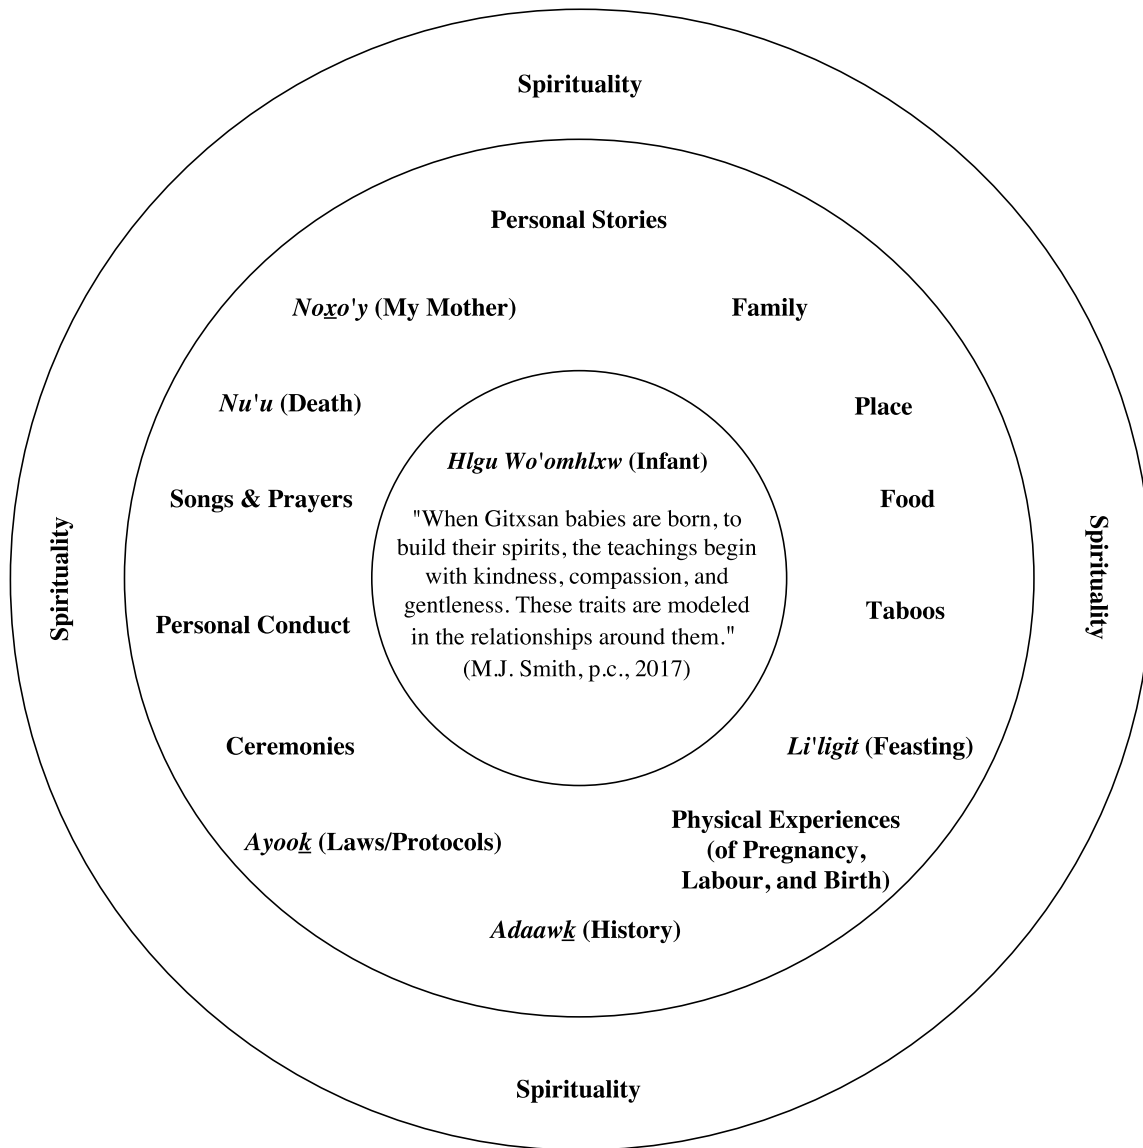 Spirituality
Personal Stories
Nox̲o'y (My Mother)
Family
Nu'u (Death)
Place
Hlgu Wo'omhlxw (Infant)
Songs & Prayers
Food
"When Gitxsan babies are born, to
build their spirits, the teachings begin
with kindness, compassion, and
gentleness. These traits are modeled
in the relationships around them."
(M.J. Smith, p.c., 2017)
Spirituality
Spirituality
Taboos
Personal Conduct
Ceremonies
Li'ligit (Feasting)
Physical Experiences
(of Pregnancy,
Labour, and Birth)
Ayook̲ (Laws/Protocols)
Adaawk̲ (History)
Spirituality